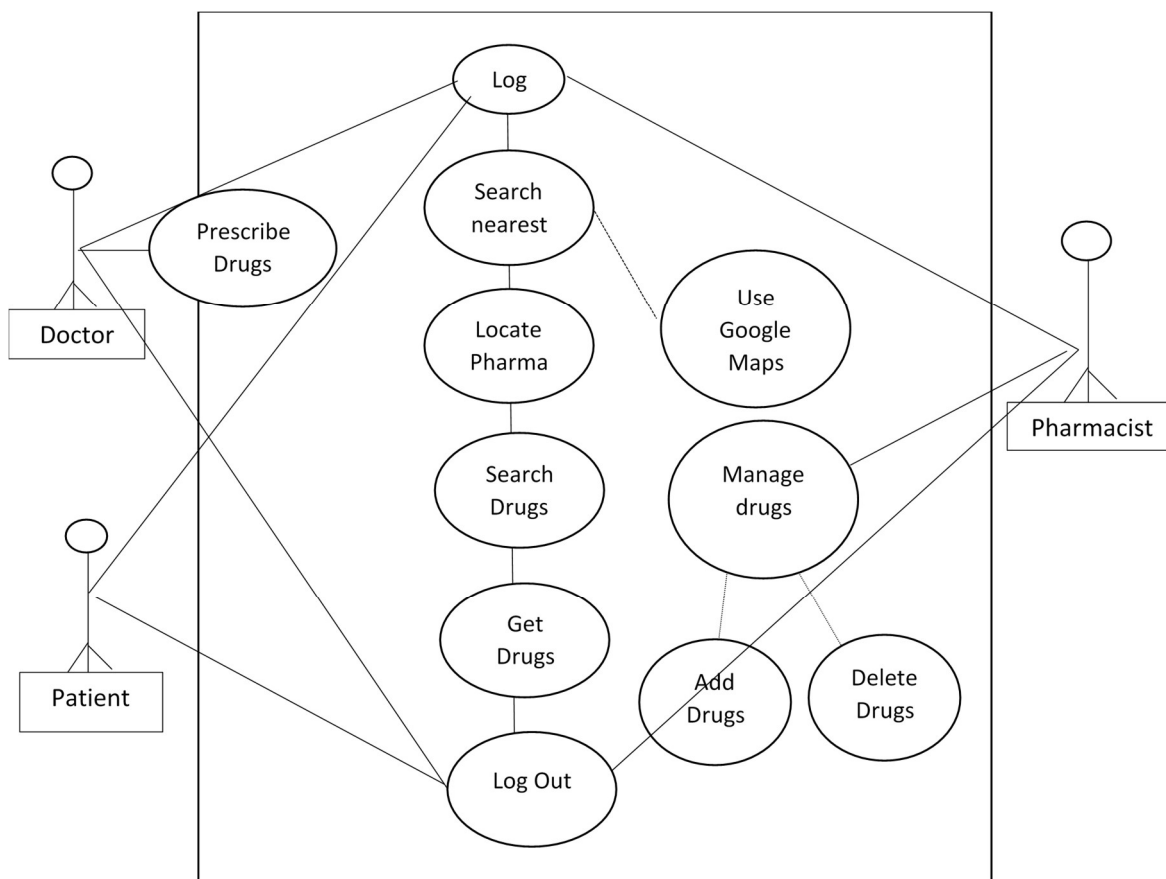 Log
Search
nearest
Prescribe
Drugs
Use
Google
Maps
Doctor
Locate
Pharma
Pharmacist
Search
Drugs
Manage
drugs
Get
Drugs
Patient
Add
Drugs
Delete
Drugs
Log Out